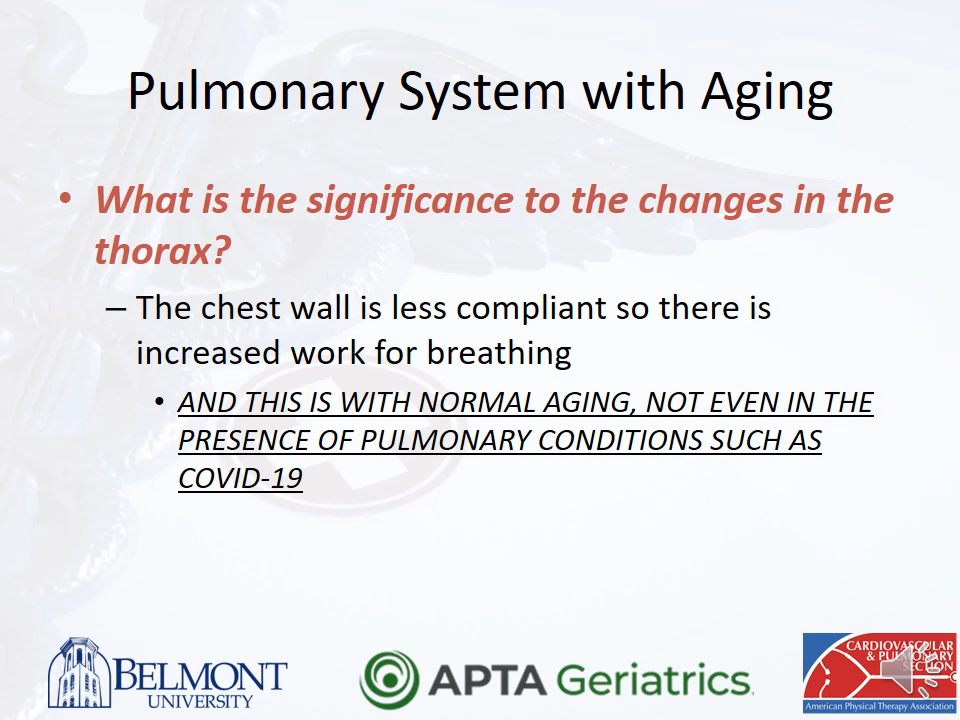 Pulmonary System with Aging
• What is the significance to the changes in the
thorax?
– The chest wall is less compliant so there is
increased work for breathing
• AND THIS IS WITH NORMAL AGING, NOT EVEN IN THE
PRESENCE OF PULMONARY CONDITIONS SUCH AS
COVID-19
BELMONT
UNIVERSITY
APTA Geriatrics
CARDIOVASCULAR
& PULMONARY
SECTION
American Physical Therapy Association